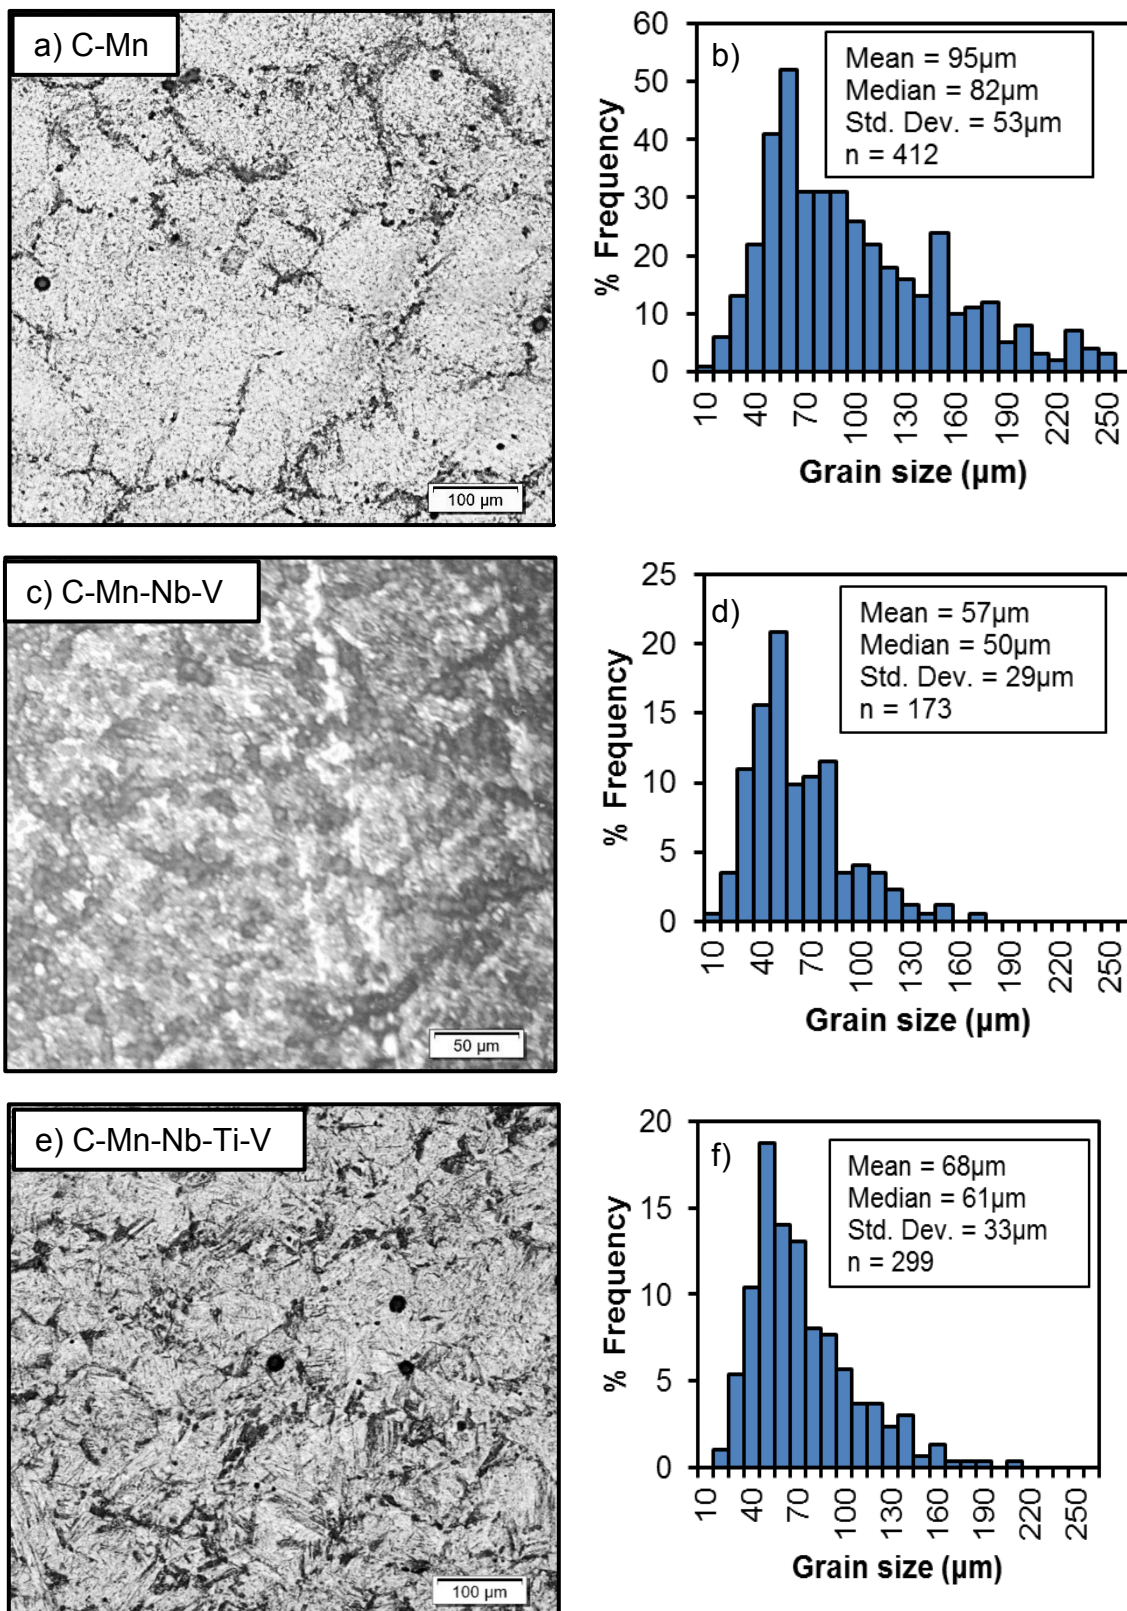 a) C-Mn
100 µm
b)
Mean = 95µm
Median = 82µm
Std. Dev. = 53µm
n = 412
% Frequency
60
50
40
30
20
10
0
10 40 70 100 130 160 190 220 250
Grain size (µm)
c) C-Mn-Nb-V
50 µm
d)
Mean = 57µm
Median = 50µm
Std. Dev. = 29µm
n = 173
% Frequency
25
20
15
10
5
0
10 40 70 100 130 160 190 220 250
Grain size (µm)
e) C-Mn-Nb-Ti-V
100 µm
f)
Mean = 68µm
Median = 61µm
Std. Dev. = 33µm
n = 299
% Frequency
20
15
10
5
0
10 40 70 100 130 160 190 220 250
Grain size (µm)